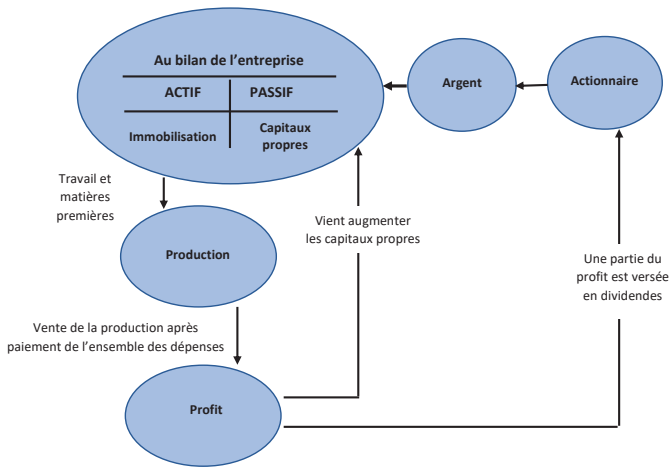 Au bilan de l'entreprise
ACTIF PASSIF
Immobilisation
Capitaux
propres
Argent
Actionnaire
Travail et
matières
premières
Production
Vient augmenter
les capitaux propres
Une partie du
profit est versée
en dividendes
Vente de la production après
paiement de l'ensemble des dépenses
Profit